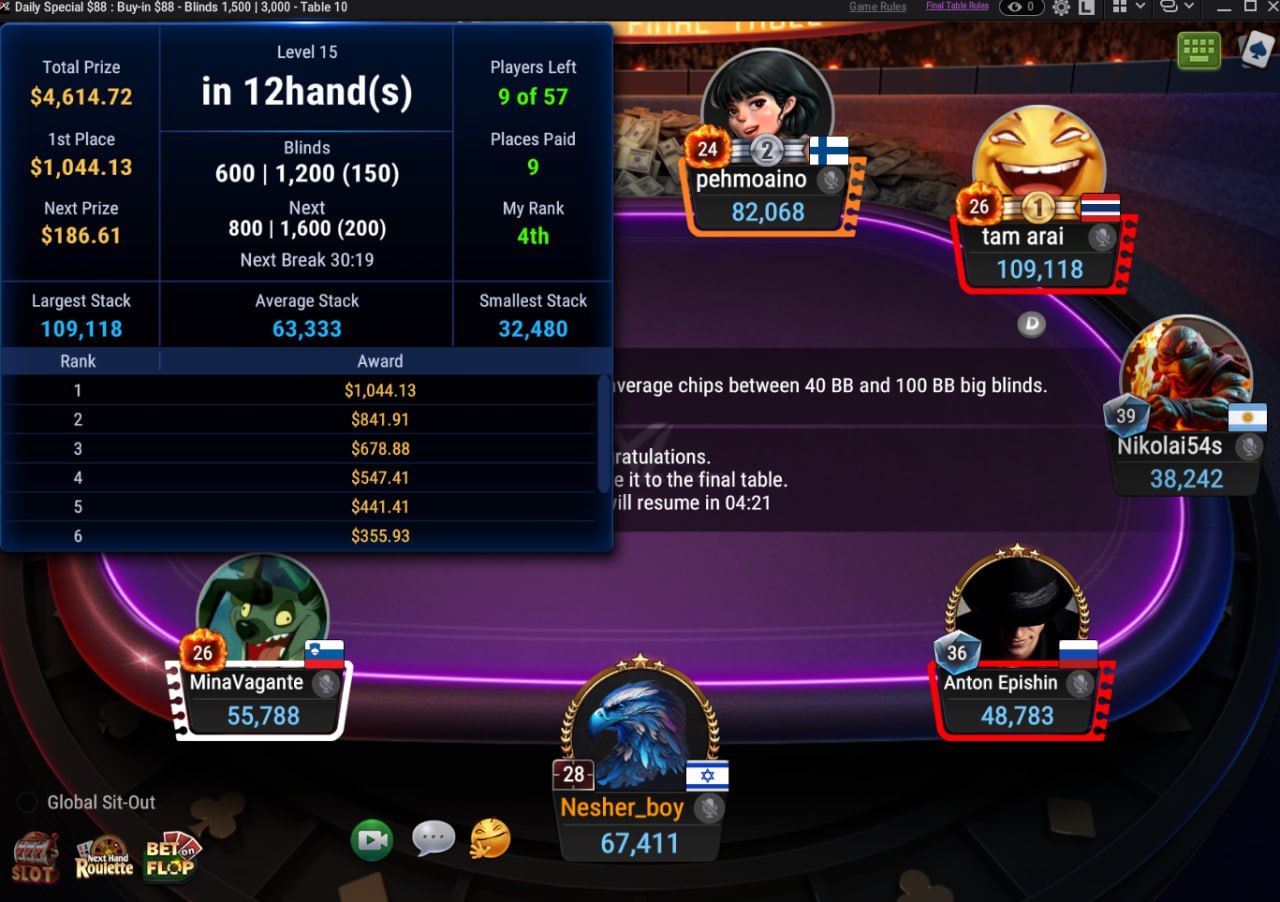 Daily Special $88 : Buy-in $88 - Blinds 1,500 | 3,000 - Table 10
Game Rules
Final Table Rules
0
L
FINAL TABLE
Total Prize
$4,614.72
Level 15
in 12hand(s)
Players Left
9 of 57
1st Place
$1,044.13
Blinds
600 | 1,200 (150)
Places Paid
9
Next Prize
$186.61
Next
800 | 1,600 (200)
Next Break 30:19
My Rank
4th
Largest Stack
109,118
Average Stack
63,333
Smallest Stack
32,480
Rank Award
1 $1,044.13
2 $841.91
3 $678.88
4 $547.41
5 $441.41
6 $355.93
24
2
pehmoaino
82,068
26
1
tam arai
109,118
D
average chips between 40 BB and 100 BB big blinds.
39
Nikolai54s
38,242
ratulations.
e it to the final table.
ill resume in 04:21
26
MinaVagante
55,788
36
Anton Epishin
48,783
28
Nesher_boy
67,411
Global Sit-Out
777
SLOT
Next Hand
Roulette
BET on
FLOP